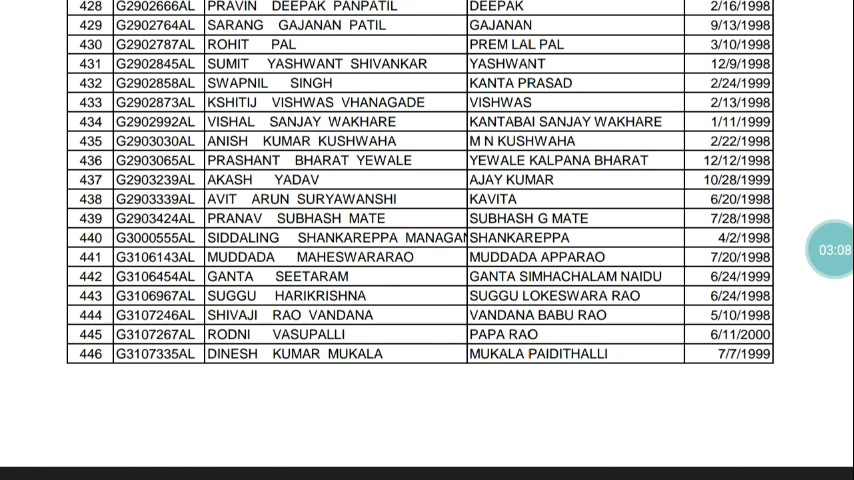 428 G2902666AL PRAVIN DEEPAK PANPATIL DEEPAK 2/16/1998
429 G2902764AL SARANG GAJANAN PATIL GAJANAN 9/13/1998
430 G2902787AL ROHIT PAL PREM LAL PAL 3/10/1998
431 G2902845AL SUMIT YASHWANT SHIVANKAR YASHWANT 12/9/1998
432 G2902858AL SWAPNIL SINGH KANTA PRASAD 2/24/1999
433 G2902873AL KSHITIJ VISHWAS VHANAGADE VISHWAS 2/13/1998
434 G2902992AL VISHAL SANJAY WAKHARE KANTABAI SANJAY WAKHARE 1/11/1999
435 G2903030AL ANISH KUMAR KUSHWAHA M N KUSHWAHA 2/22/1998
436 G2903065AL PRASHANT BHARAT YEWALE YEWALE KALPANA BHARAT 12/12/1998
437 G2903239AL AKASH YADAV AJAY KUMAR 10/28/1999
438 G2903339AL AVIT ARUN SURYAWANSHI KAVITA 6/20/1998
439 G2903424AL PRANAV SUBHASH MATE SUBHASH G MATE 7/28/1998
440 G3000555AL SIDDALING SHANKAREPPA MANAGAN SHANKAREPPA 4/2/1998
441 G3106143AL MUDDADA MAHESWARARAO MUDDADA APPARAO 7/20/1998
442 G3106454AL GANTA SEETARAM GANTA SIMHACHALAM NAIDU 6/24/1999
443 G3106967AL SUGGU HARIKRISHNA SUGGU LOKESWARA RAO 6/24/1998
444 G3107246AL SHIVAJI RAO VANDANA VANDANA BABU RAO 5/10/1998
445 G3107267AL RODNI VASUPALLI PAPA RAO 6/11/2000
446 G3107335AL DINESH KUMAR MUKALA MUKALA PAIDITHALLI 7/7/1999
03:08